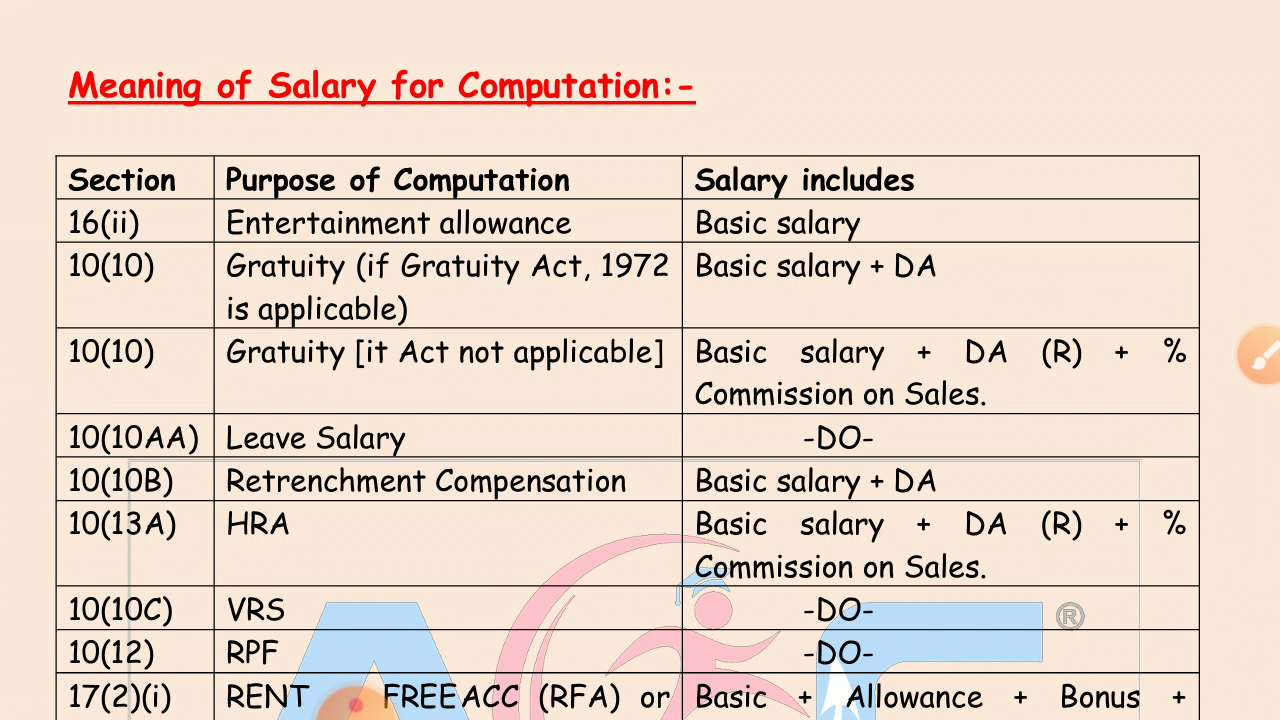 Meaning of Salary for Computation:-
Section Purpose of Computation Salary includes
16(ii) Entertainment allowance Basic salary
10(10) Gratuity (if Gratuity Act, 1972 Basic salary + DA
is applicable)
10(10) Gratuity [it Act not applicable] Basic salary + DA (R) + %
Commission on Sales.
10(10AA) Leave Salary -DO-
10(10B) Retrenchment Compensation Basic salary + DA
10(13A) HRA Basic salary + DA (R) + %
Commission on Sales.
10(10C) VRS -DO-
®
10(12) RPF -DO-
17(2)(i) RENT FREEACC (RFA) or Basic + Allowance + Bonus +